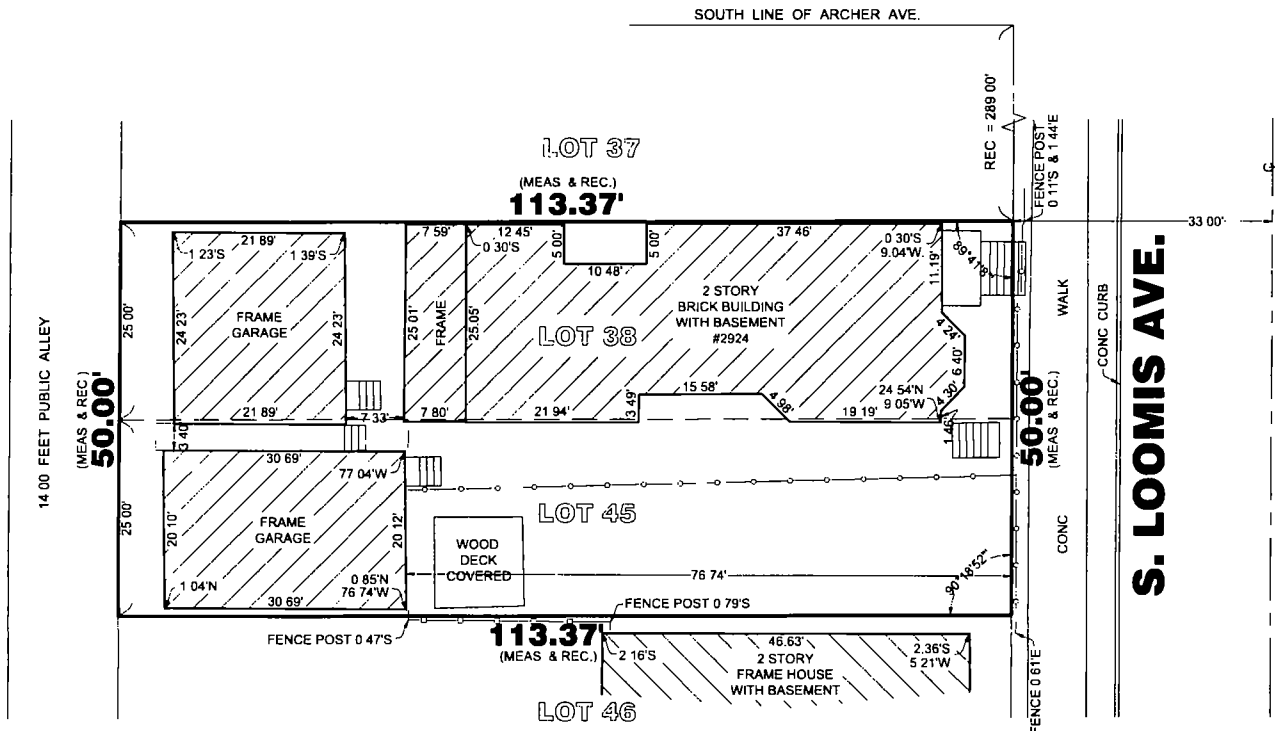 SOUTH LINE OF ARCHER AVE.
REC = 289 00'
FENCE POST
0 11'S & 1 44'E
LOT 37
(MEAS & REC.)
113.37'
33 00'
7 59'
12 45'
37 46'
0 30'S
9.04'W.
0 30'S
5 00'
5 00'
10 48'
11.19'
89°41'8"
21 89'
1 23'S
1 39'S
24 23'
24 23'
FRAME
GARAGE
25 00'
25 01'
FRAME
25.05'
2 STORY
BRICK BUILDING
WITH BASEMENT
#2924
LOT 38
4 24'
6 40'
4 30'
WALK
CONC CURB
S. LOOMIS AVE.
14 00 FEET PUBLIC ALLEY
(MEAS & REC.)
50.00'
21 89'
7 33'
7 80'
21 94'
3 49'
15 58'
4 98'
19 19'
24 54'N
9 05'W
1.46'
50.00'
(MEAS & REC.)
3 40'
30 69'
77 04'W
25 00'
20 10'
FRAME
GARAGE
20 12'
LOT 45
WOOD
DECK
COVERED
CONC
76 74'
90°18'52"
1 04'N
0 85'N
76 74'W
30 69'
FENCE POST 0 79'S
FENCE POST 0 47'S
113.37'
(MEAS & REC.)
2 16'S
46.63'
2.36'S
5 21'W
2 STORY
FRAME HOUSE
WITH BASEMENT
FENCE 0 61'E
LOT 46